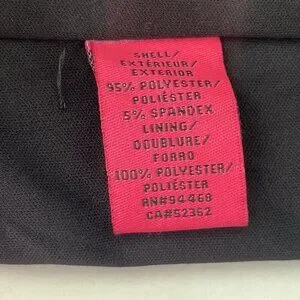 SHELL/
EXTÉRIEUR/
EXTERIOR
95% POLYESTER/
POLIÉSTER
5% SPANDEX
LINING/
DOUBLURE/
FORRO
100% POLYESTER/
POLIÉSTER
RN#94468
CA#52362